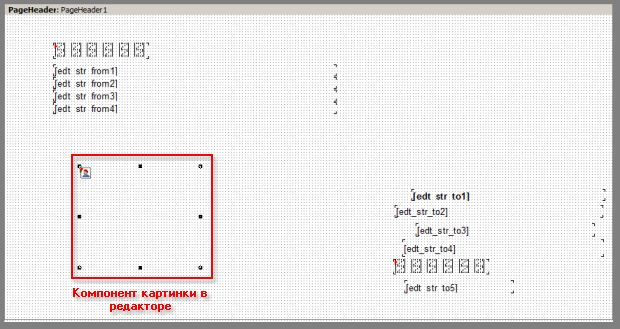 PageHeader: PageHeader1
[edt_str_from1]
[edt_str_from2]
[edt_str_from3]
[edt_str_from4]
[edt_str_to1]
[edt_str_to2]
[edt_str_to3]
[edt_str_to4]
[edt_str_to5]
Компонент картинки в
редакторе